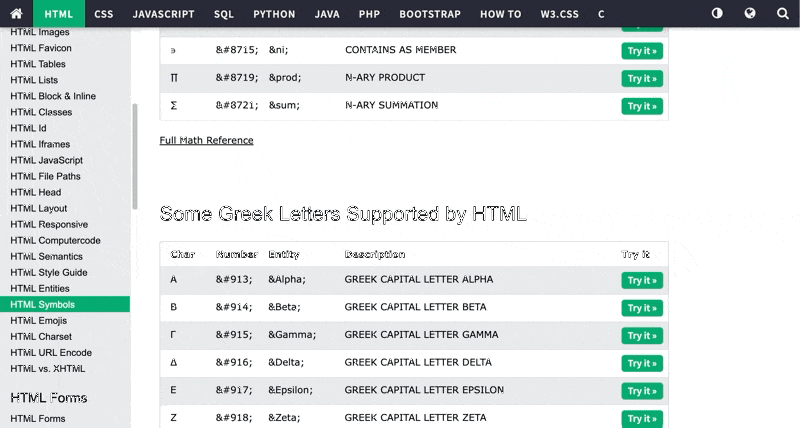 HTML CSS JAVASCRIPT SQL PYTHON JAVA PHP BOOTSTRAP HOW TO W3.CSS C
HTML Images
HTML Favicon
HTML Tables
HTML Lists
HTML Block & Inline
HTML Classes
HTML Id
HTML Iframes
HTML JavaScript
HTML File Paths
HTML Head
HTML Layout
HTML Responsive
HTML Computercode
HTML Semantics
HTML Style Guide
HTML Entities
HTML Symbols
HTML Emojis
HTML Charset
HTML URL Encode
HTML vs. XHTML
HTML Forms
HTML Forms
∋ &#8715; &ni; CONTAINS AS MEMBER Try it »
∏ &#8719; &prod; N-ARY PRODUCT Try it »
∑ &#8721; &sum; N-ARY SUMMATION Try it »
Full Math Reference
Some Greek Letters Supported by HTML
Char Number Entity Description Try it
Α &#913; &Alpha; GREEK CAPITAL LETTER ALPHA Try it »
Β &#914; &Beta; GREEK CAPITAL LETTER BETA Try it »
Γ &#915; &Gamma; GREEK CAPITAL LETTER GAMMA Try it »
Δ &#916; &Delta; GREEK CAPITAL LETTER DELTA Try it »
Ε &#917; &Epsilon; GREEK CAPITAL LETTER EPSILON Try it »
Ζ &#918; &Zeta; GREEK CAPITAL LETTER ZETA Try it »